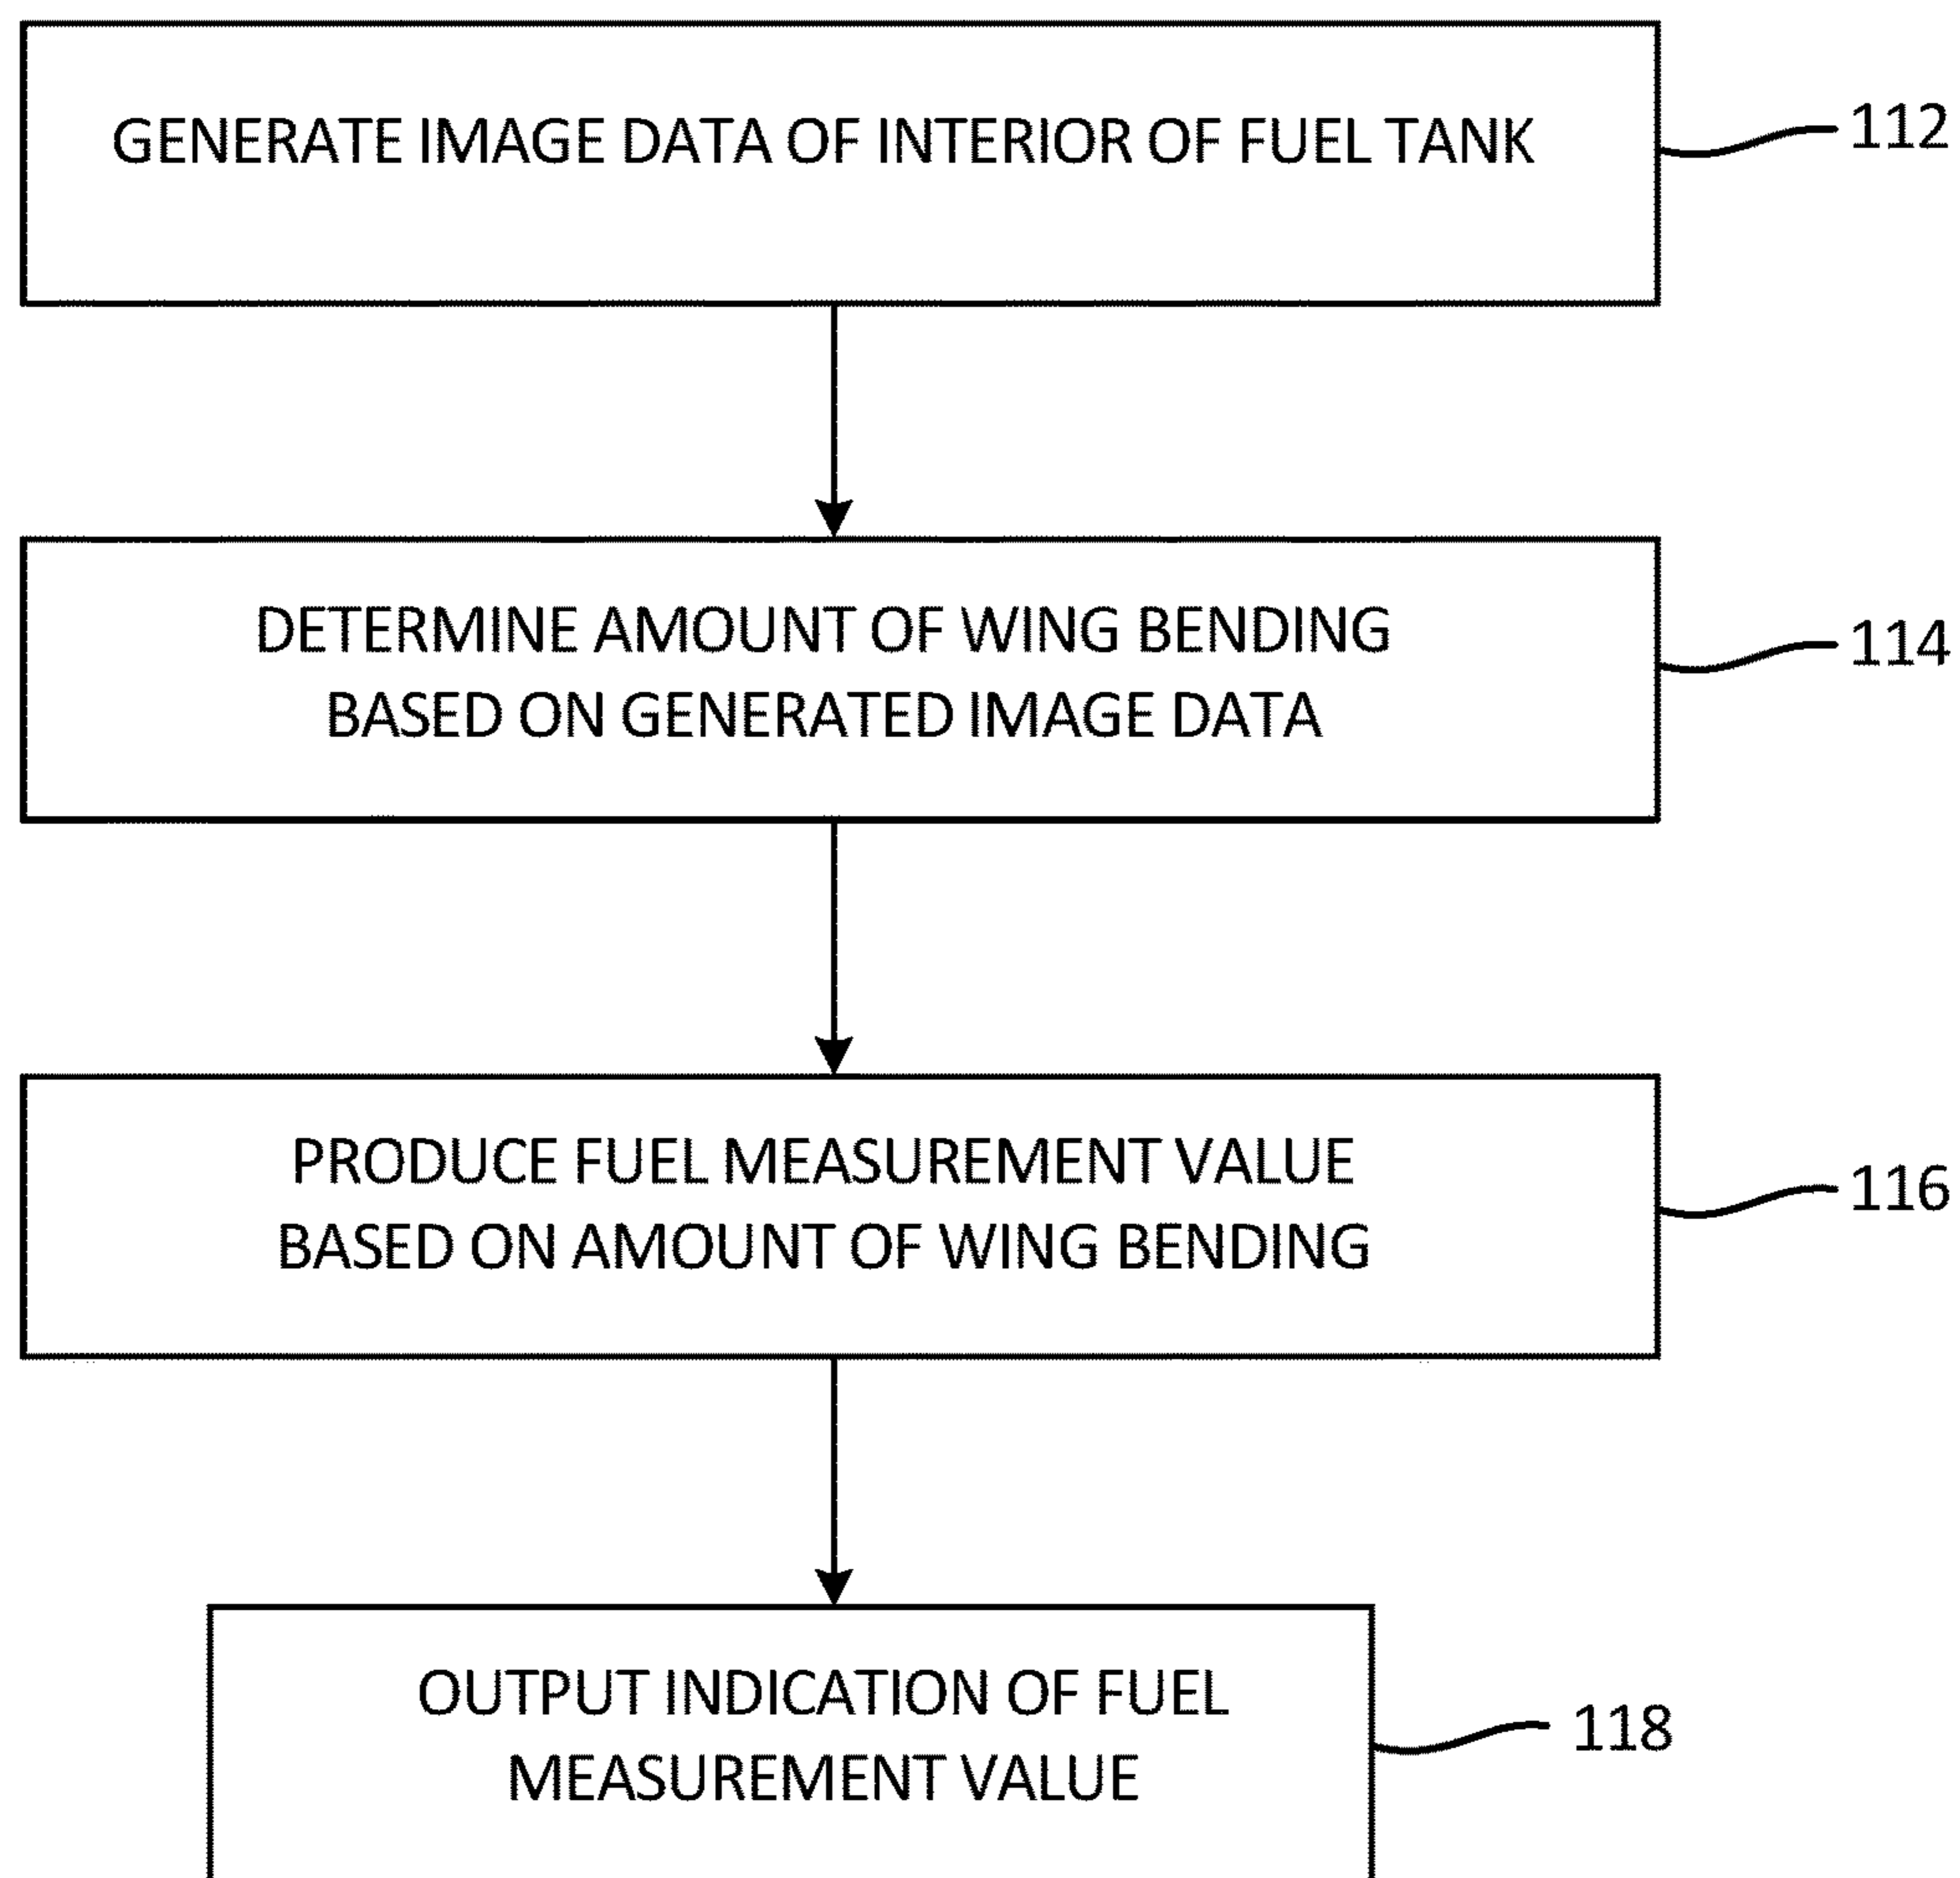 GENERATE IMAGE DATA OF INTERIOR OF FUEL TANK
112
DETERMINE AMOUNT OF WING BENDING
BASED ON GENERATED IMAGE DATA
114
PRODUCE FUEL MEASUREMENT VALUE
BASED ON AMOUNT OF WING BENDING
116
OUTPUT INDICATION OF FUEL
MEASUREMENT VALUE
118